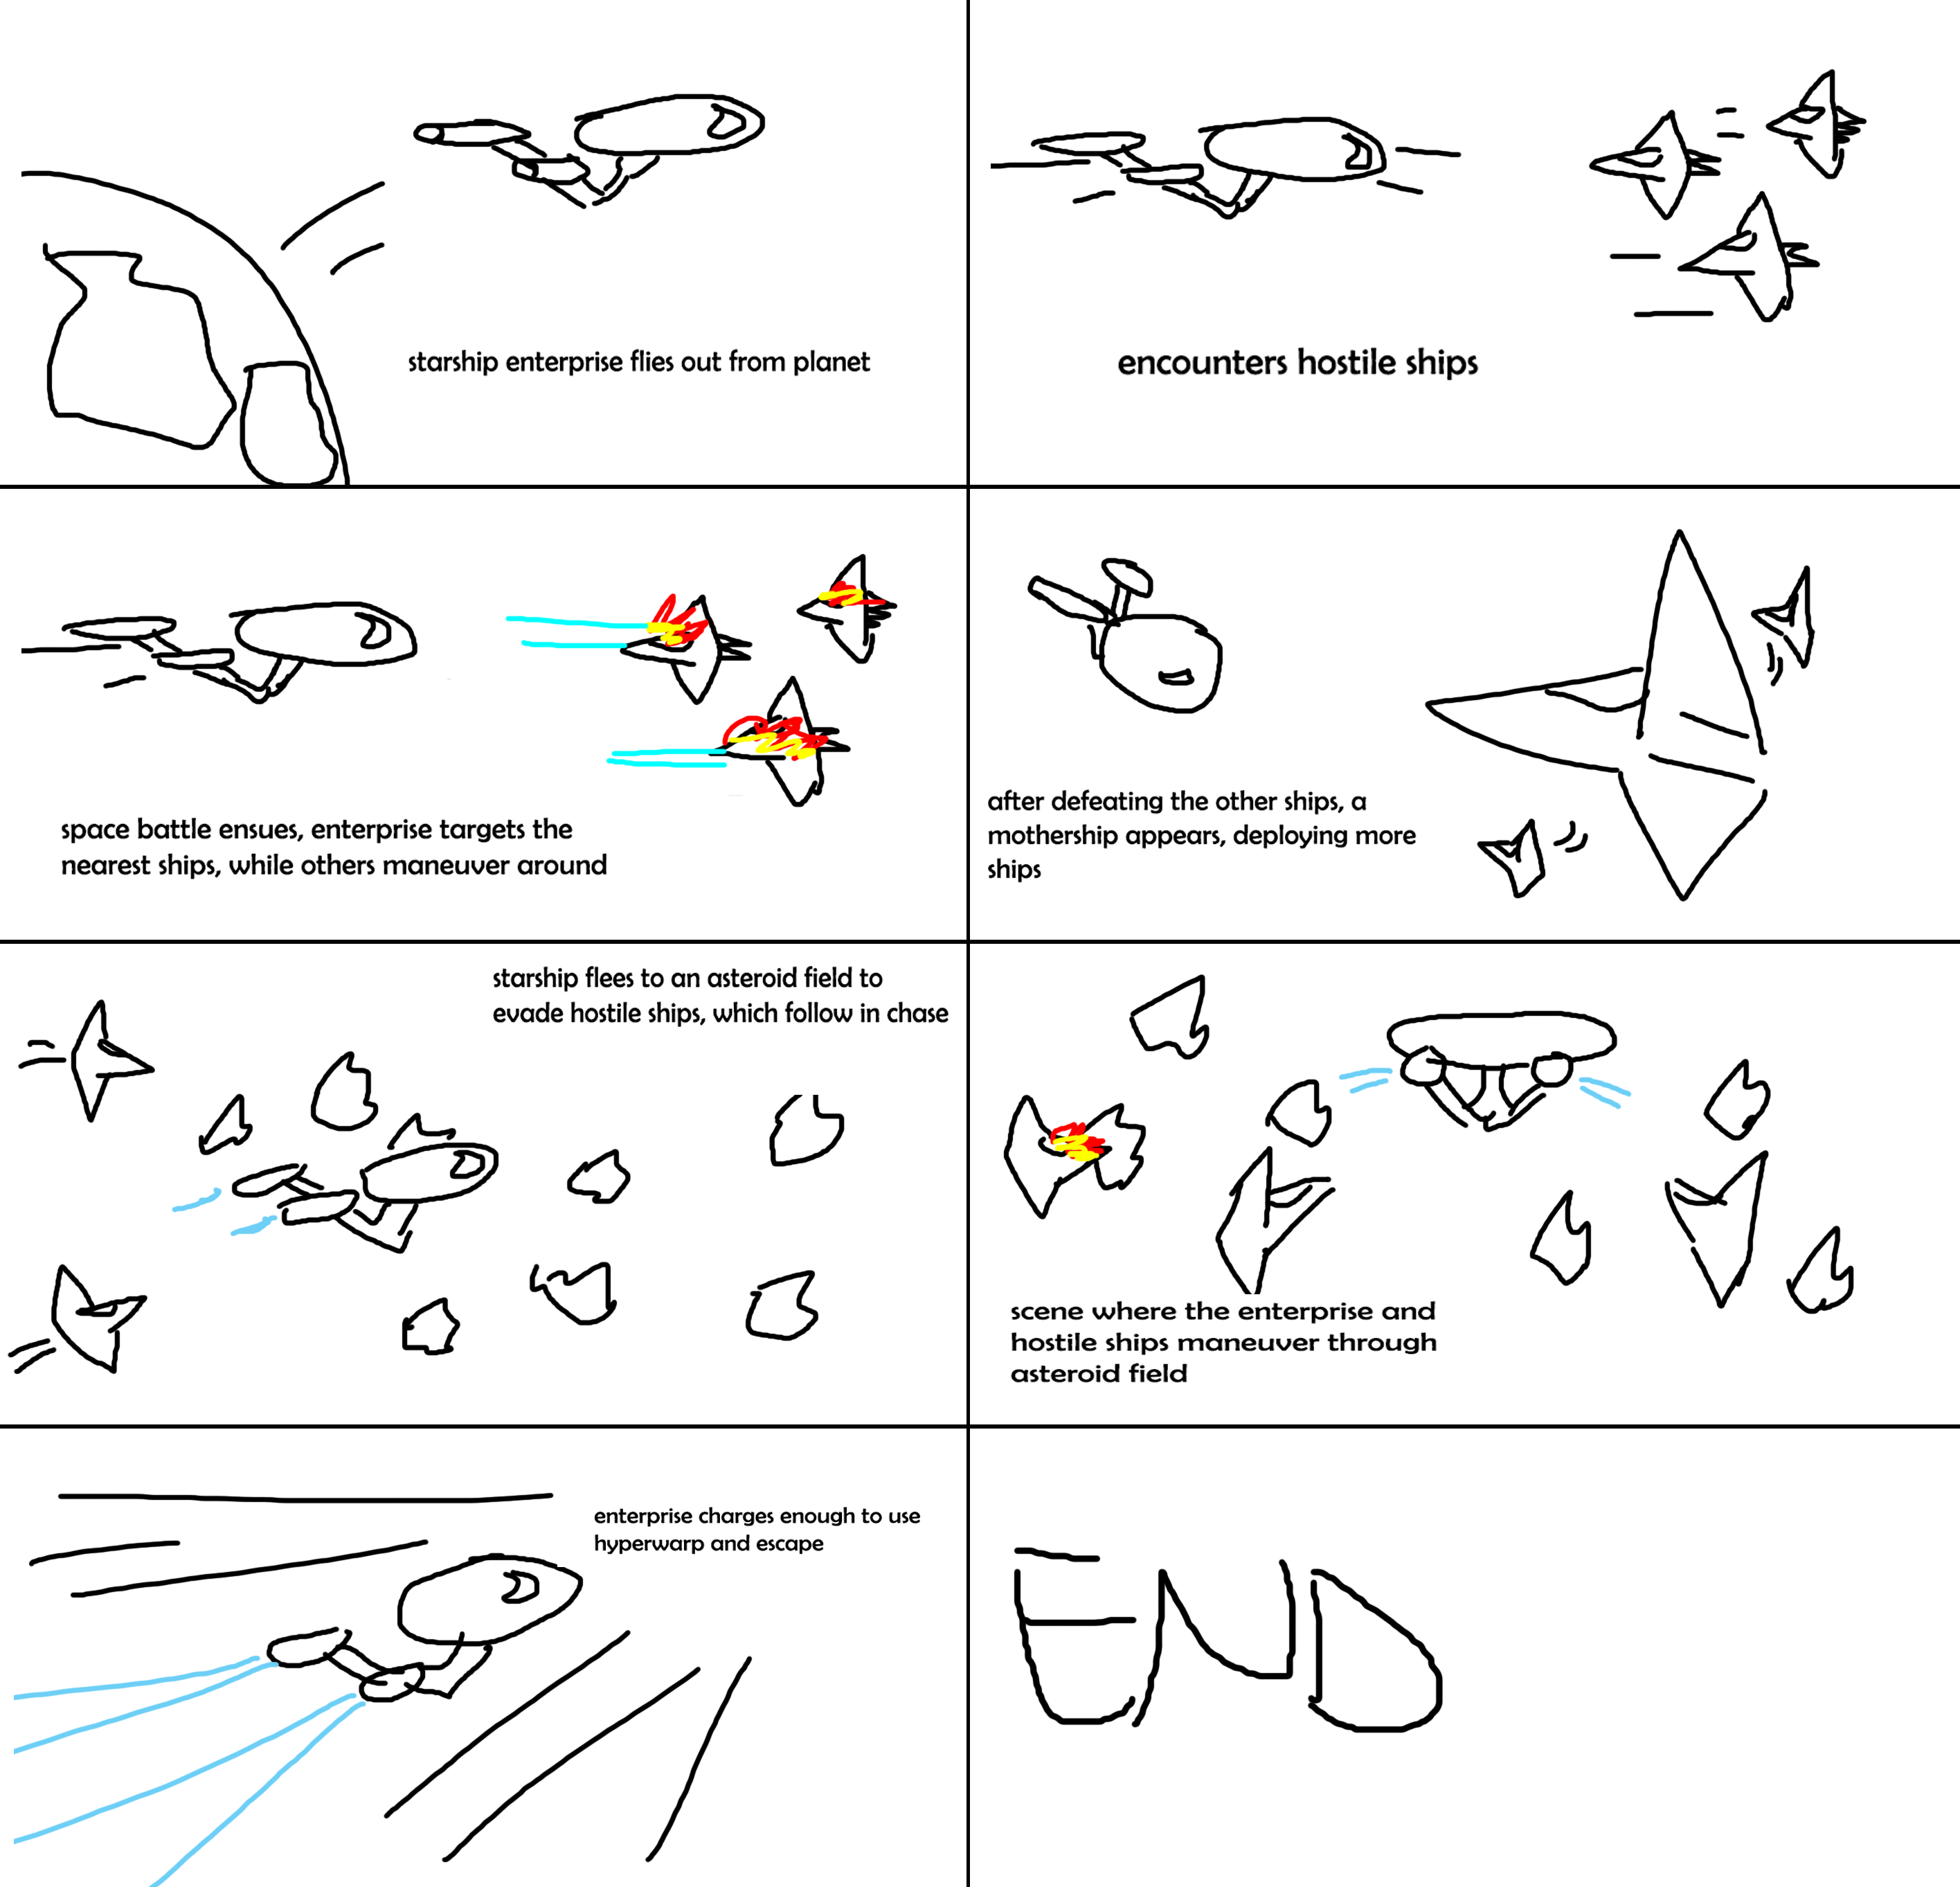 starship enterprise flies out from planet
encounters hostile ships
space battle ensues, enterprise targets the
nearest ships, while others maneuver around
after defeating the other ships, a
mothership appears, deploying more
ships
starship flees to an asteroid field to
evade hostile ships, which follow in chase
scene where the enterprise and
hostile ships maneuver through
asteroid field
enterprise charges enough to use
hyperwarp and escape
END